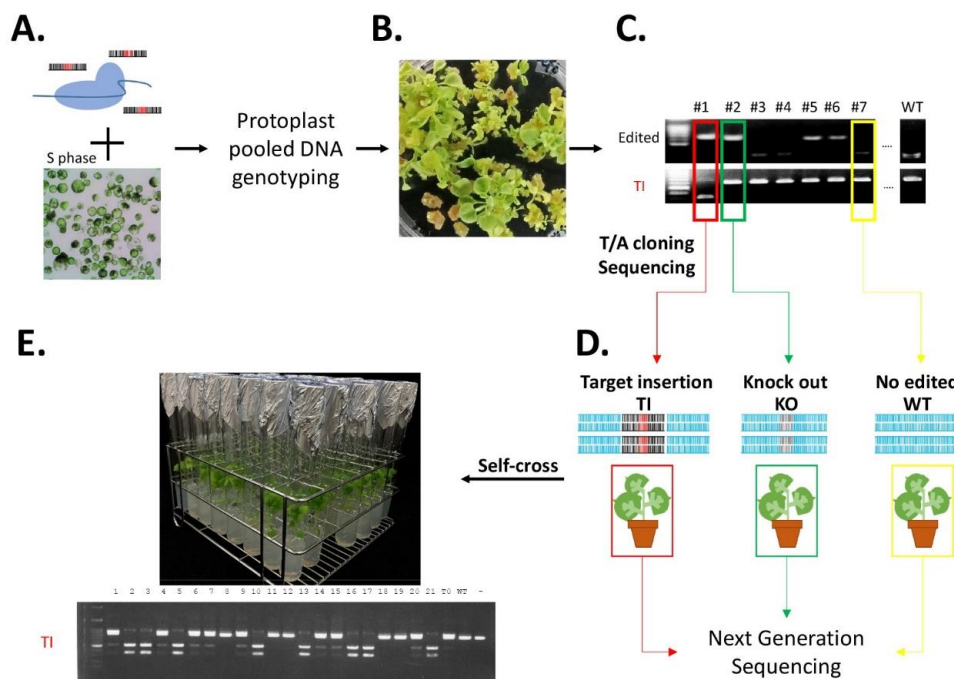 A.
S phase
Protoplast
pooled DNA
genotyping
B.
C.
#1 #2 #3 #4 #5 #6 #7 WT
Edited
....
TI
....
T/A cloning
Sequencing
D.
Target insertion
TI
Knock out
KO
No edited
WT
Self-cross
E.
1 2 3 4 5 6 7 8 9 10 11 12 13 14 15 16 17 18 19 20 21 T0 WT -
TI
Next Generation
Sequencing